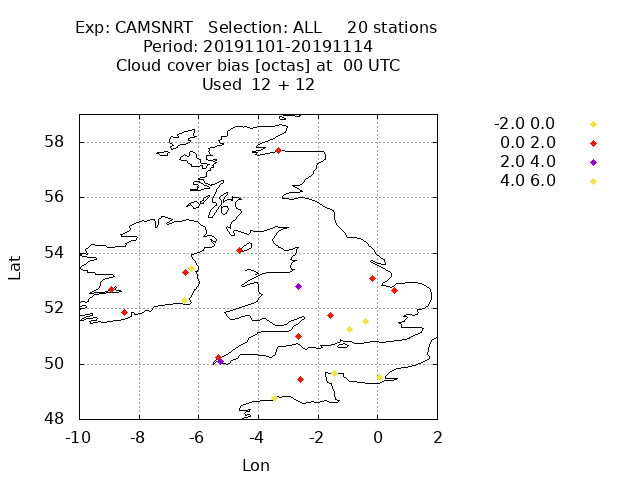 Exp: CAMSNRT Selection: ALL 20 stations
Period: 20191101-20191114
Cloud cover bias [octas] at 00 UTC
Used 12 + 12
-2.0 0.0
0.0 2.0
2.0 4.0
4.0 6.0
58
56
54
52
50
48
Lat
-10 -8 -6 -4 -2 0 2
Lon